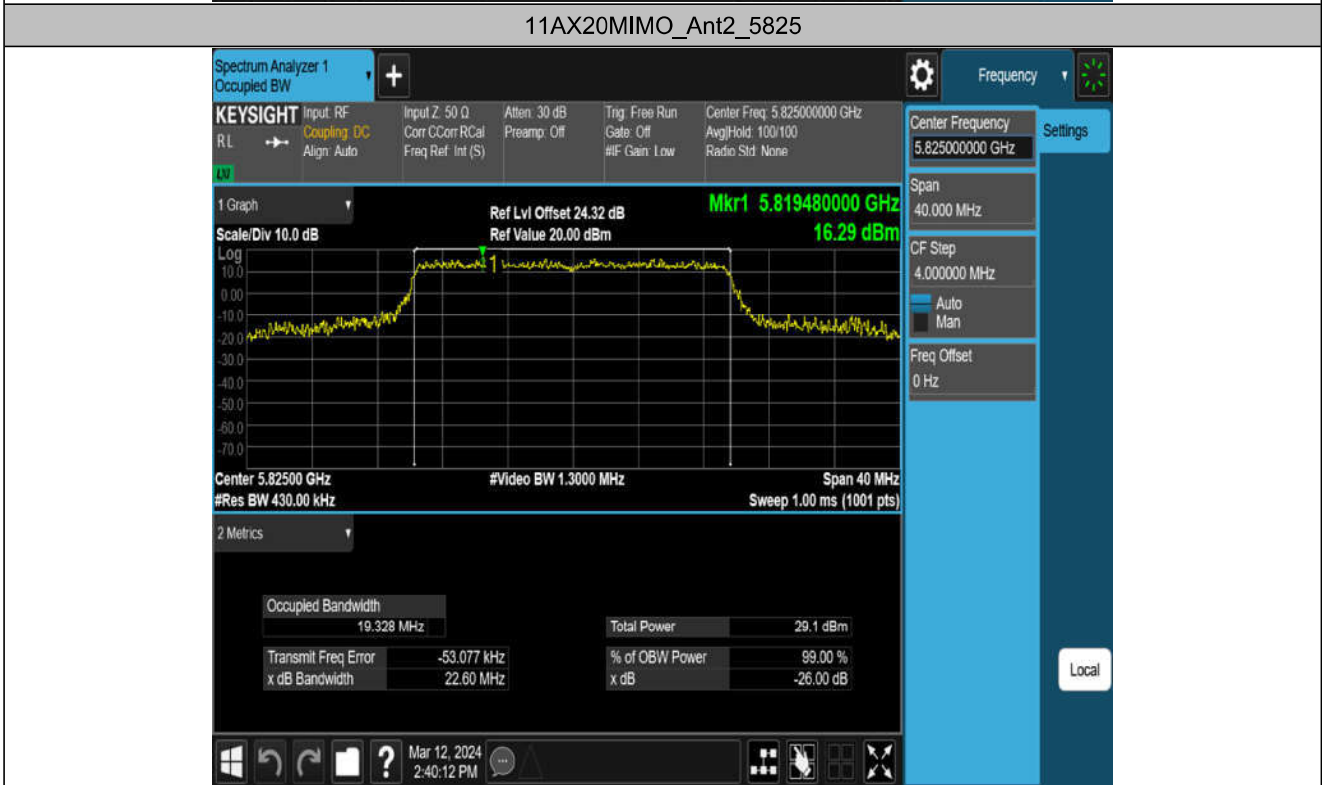 11AX20MIMO_Ant2_5825
Spectrum Analyzer 1
Occupied BW
Frequency
KEYSIGHT
RL
Input: RF
Coupling: DC
Align: Auto
Input Z: 50 Ω
Corr CCorr RCal
Freq Ref: Int (S)
Atten: 30 dB
Preamp: Off
Trig: Free Run
Gate: Off
#IF Gain: Low
Center Freq: 5.825000000 GHz
Avg|Hold: 100/100
Radio Std: None
Center Frequency
5.825000000 GHz
Settings
Span
40.000 MHz
CF Step
4.000000 MHz
Auto
Man
Freq Offset
0 Hz
1 Graph
Scale/Div 10.0 dB
Ref Lvl Offset 24.32 dB
Ref Value 20.00 dBm
Mkr1 5.819480000 GHz
16.29 dBm
Log
10.0
0.00
-10.0
-20.0
-30.0
-40.0
-50.0
-60.0
-70.0
1
Center 5.82500 GHz
#Video BW 1.3000 MHz
Span 40 MHz
#Res BW 430.00 kHz
Sweep 1.00 ms (1001 pts)
2 Metrics
Occupied Bandwidth
19.328 MHz
Total Power 29.1 dBm
Transmit Freq Error -53.077 kHz
% of OBW Power 99.00 %
x dB Bandwidth 22.60 MHz
x dB -26.00 dB
Local
?
Mar 12, 2024
2:40:12 PM